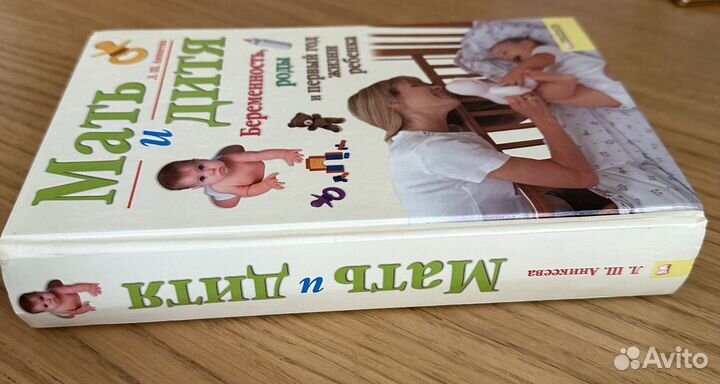 Л. Ш. Аникеева
Мать
и
дитя
Беременность,
роды
и первый год
жизни
ребенка
Л. Ш. Аникеева
Мать и дитя
Avito